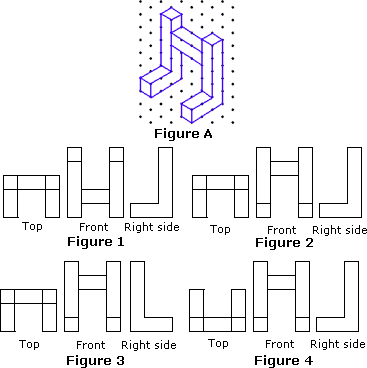 Figure A
Top Front Right side
Figure 1
Top Front Right side
Figure 2
Top Front Right side
Figure 3
Top Front Right side
Figure 4